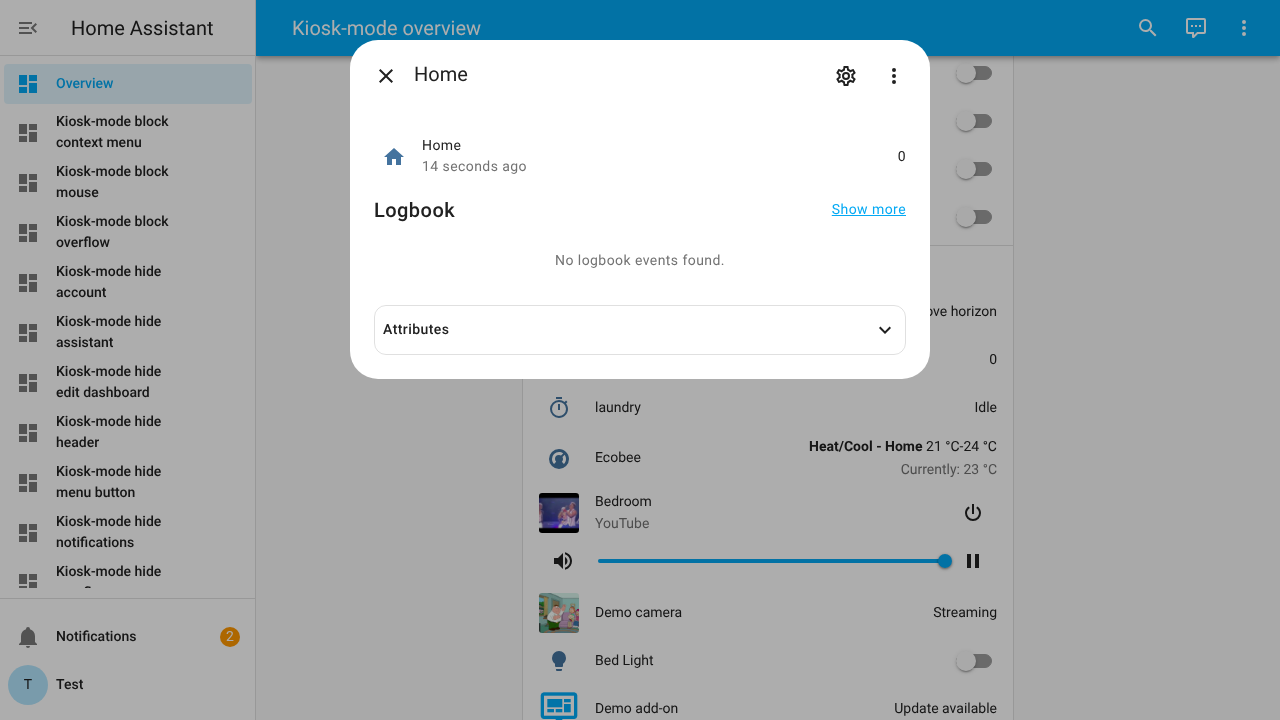 Home Assistant
Kiosk-mode overview
Overview
Kiosk-mode block
context menu
Kiosk-mode block
mouse
Kiosk-mode block
overflow
Kiosk-mode hide
account
Kiosk-mode hide
assistant
Kiosk-mode hide
edit dashboard
Kiosk-mode hide
header
Kiosk-mode hide
menu button
Kiosk-mode hide
notifications
Kiosk-mode hide
Notifications
2
T
Test
Home
Home
14 seconds ago
0
Logbook
Show more
No logbook events found.
Attributes
horizon
0
laundry
Idle
Ecobee
Heat/Cool - Home 21 °C-24 °C
Currently: 23 °C
Bedroom
YouTube
Demo camera
Streaming
Bed Light
Demo add-on
Update available